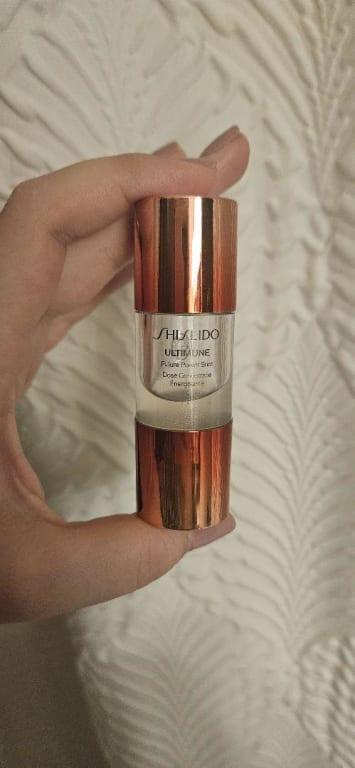 SHISEIDO
ULTIMUNE
Future Power Shot
Dose Concentrée
Énergisante